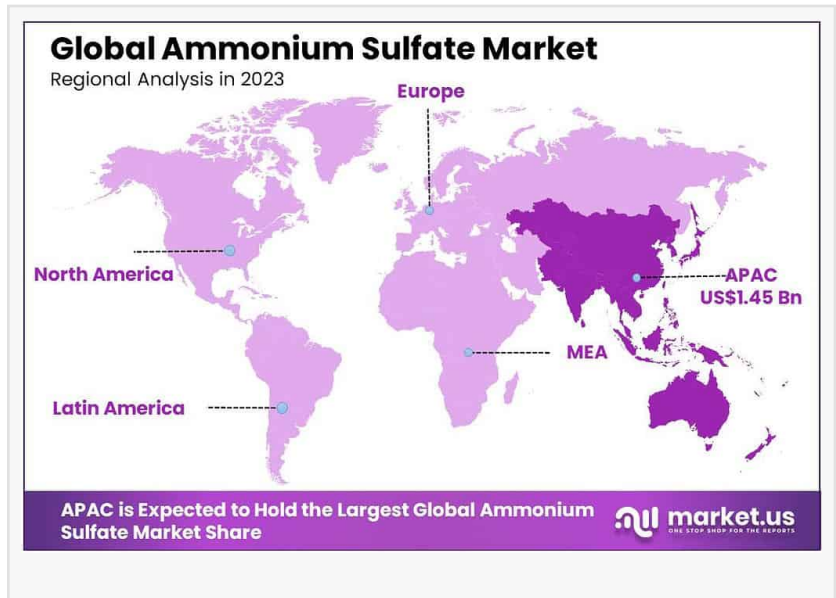 Global Ammonium Sulfate Market
Regional Analysis in 2023
Europe
North America
APAC
US$1.45 Bn
MEA
Latin America
APAC is Expected to Hold the Largest Global Ammonium
Sulfate Market Share
market.us
ONE STOP SHOP FOR THE REPORTS